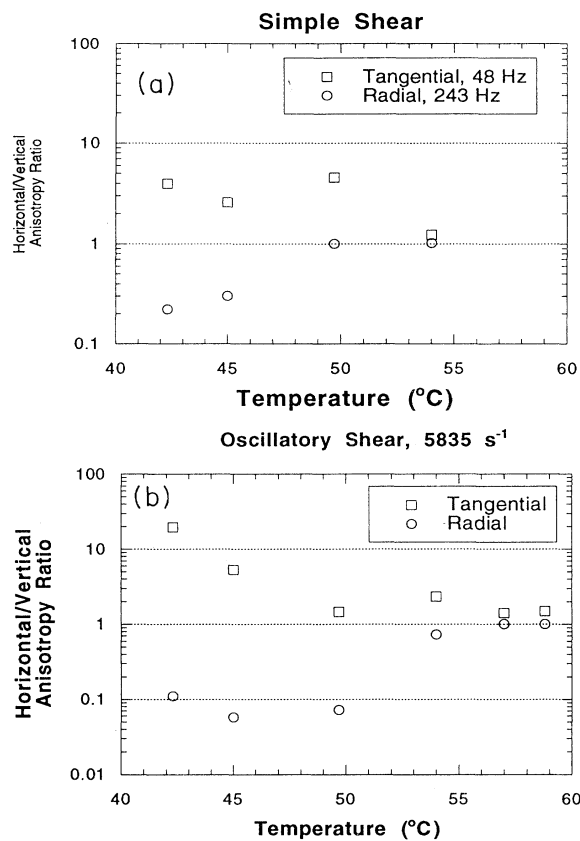 Simple Shear
100
(a)
Tangential, 48 Hz
Radial, 243 Hz
10
Horizontal/Vertical
Anisotropy Ratio
1
0.1
40 45 50 55 60
Temperature (°C)
Oscillatory Shear, 5835 s-1
100
(b)
Tangential
Radial
10
Horizontal/Vertical
Anisotropy Ratio
1
0.1
0.01
40 45 50 55 60
Temperature (°C)